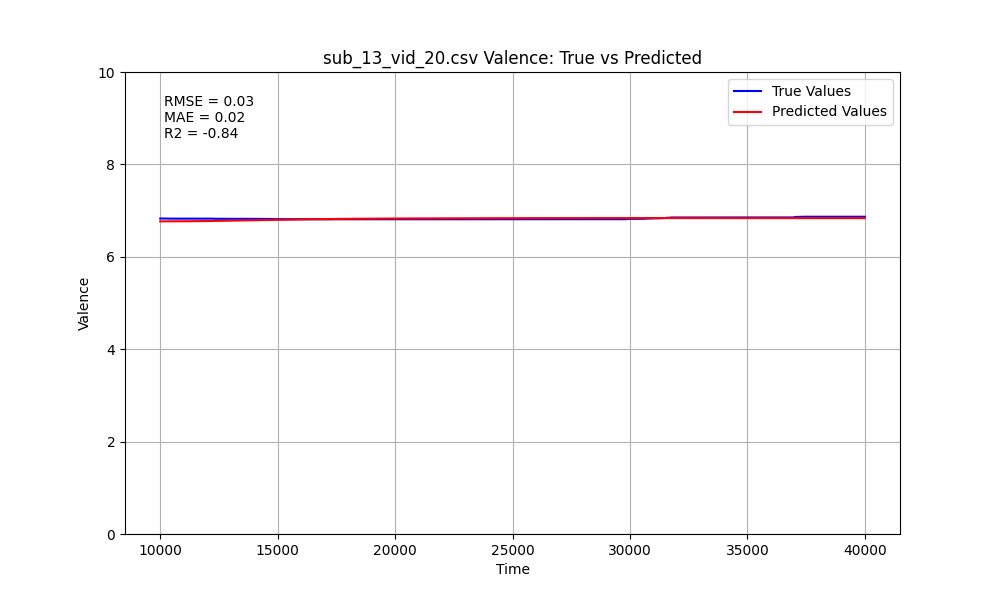 sub_13_vid_20.csv Valence: True vs Predicted
RMSE = 0.03
MAE = 0.02
R2 = -0.84
True Values
Predicted Values
Valence
10
8
6
4
2
0
10000
15000
20000
25000
30000
35000
40000
Time